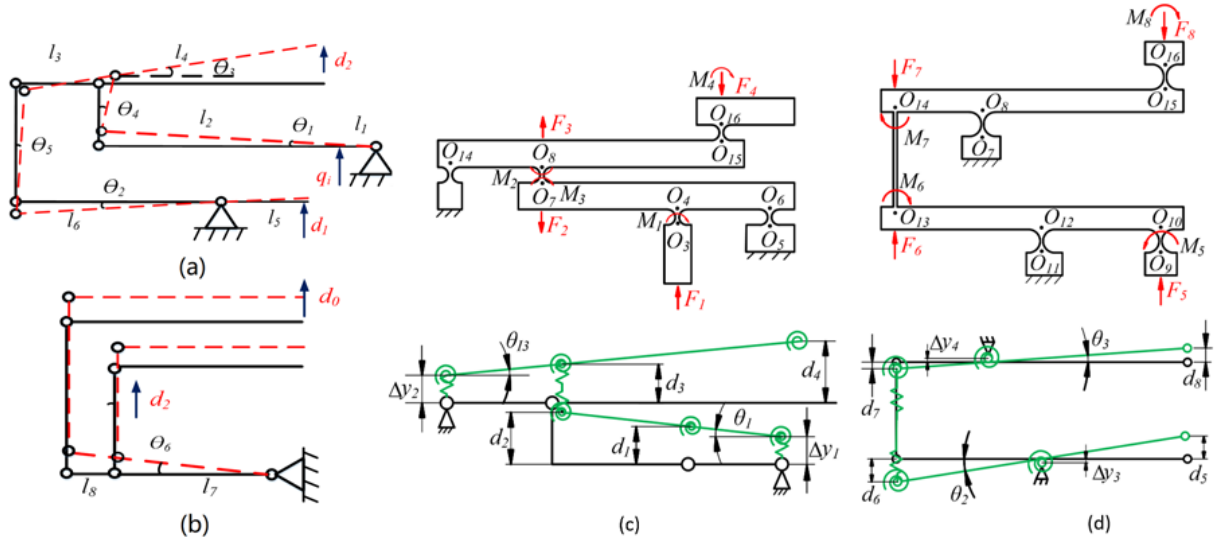 l₃ l₄ Θ₃ d₂
Θ₄ l₂ Θ₁ l₁
Θ₅
qᵢ
Θ₂
l₆ l₅ d₁
(a)
d₀
d₂
Θ₆
l₈ l₇
(b)
M₄ F₄
O₁₆
F₃
O₁₄ O₈ O₁₅
M₂ O₇ M₃ O₄ O₆
F₂ M₁ O₃ O₅
F₁
θ₁₃
Δy₂ d₃ d₄
d₂ d₁ θ₁ Δy₁
(c)
M₈ F₈
O₁₆
F₇
O₁₄ O₈ O₁₅
M₇ O₇
M₆
O₁₃ O₁₂ O₁₀
M₅
F₆ O₁₁ O₉
F₅
Δy₄ θ₃
d₇ d₈
d₆ θ₂ Δy₃ d₅
(d)